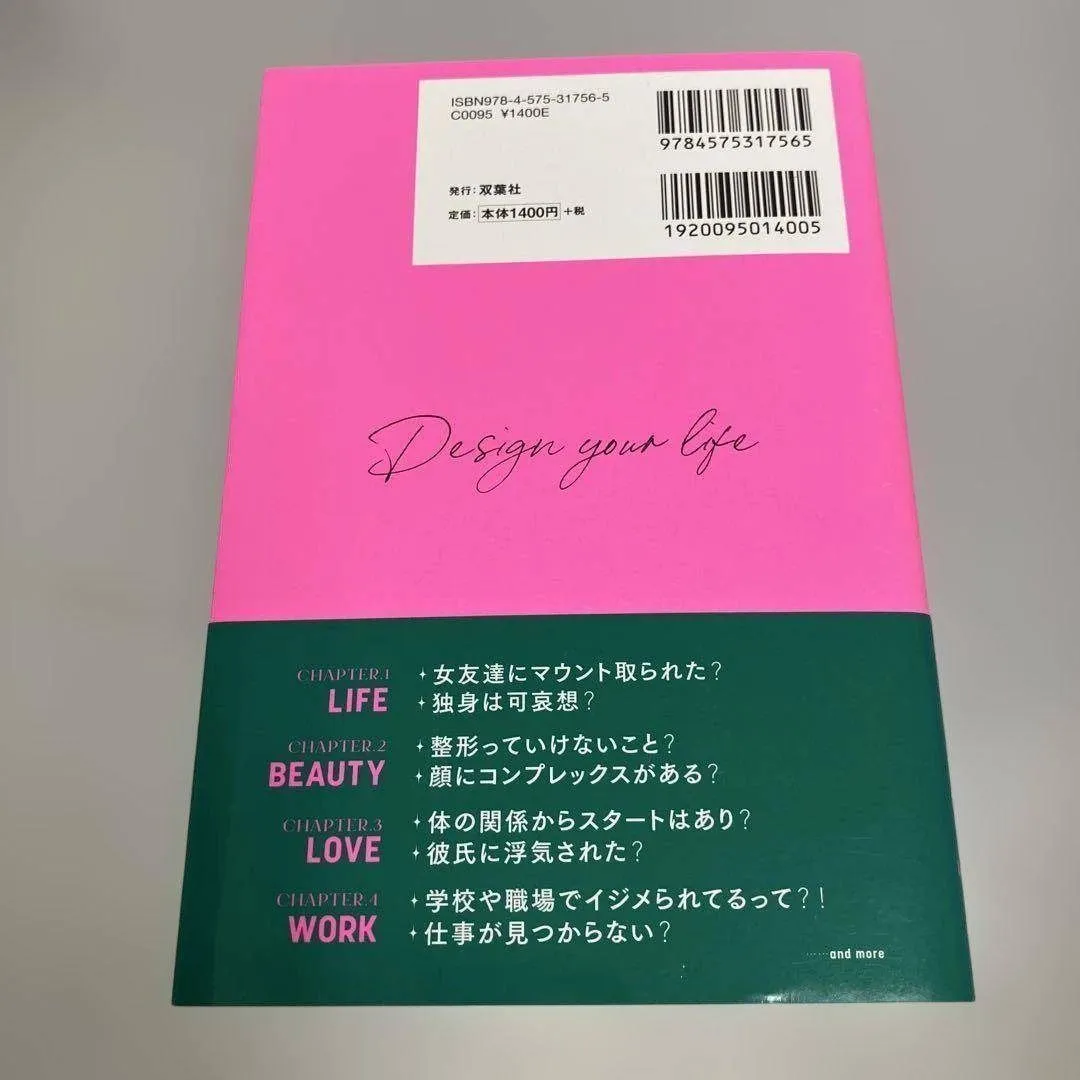 ISBN978-4-575-31756-5
C0095 ¥1400E
9784575317565
発行：双葉社
定価：本体1400円+税
1920095014005
Design your life
CHAPTER.1
LIFE
女友達にマウント取られた？
独身は可哀想？
CHAPTER.2
BEAUTY
整形っていけないこと？
顔にコンプレックスがある？
CHAPTER.3
LOVE
体の関係からスタートはあり？
彼氏に浮気された？
CHAPTER.4
WORK
学校や職場でイジメられてるって？！
仕事が見つからない？
……and more